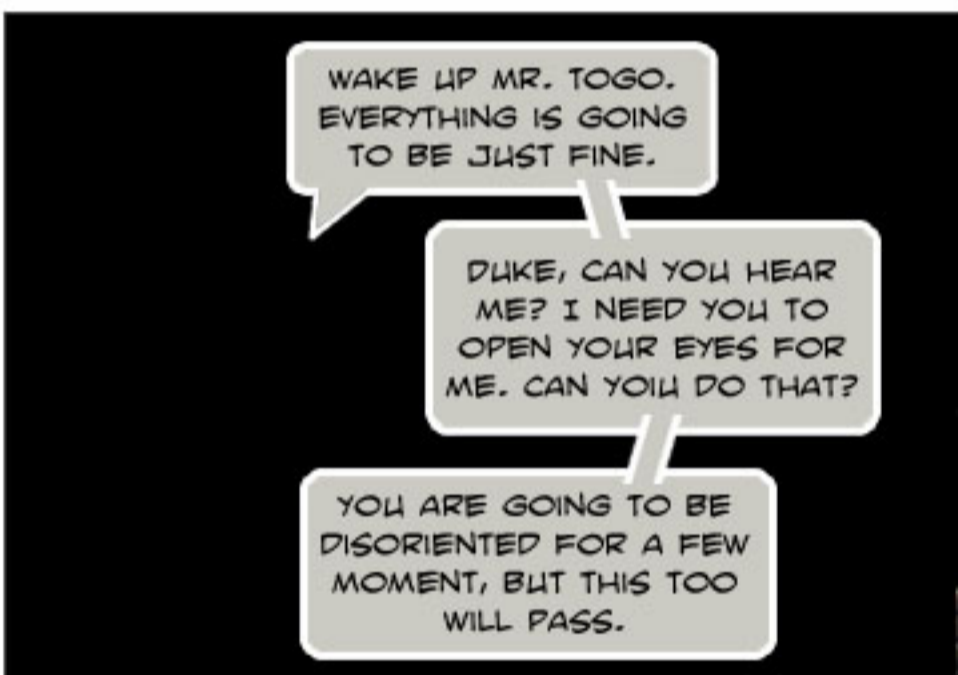 WAKE UP MR. TOGO.
EVERYTHING IS GOING
TO BE JUST FINE.
DUKE, CAN YOU HEAR
ME? I NEED YOU TO
OPEN YOUR EYES FOR
ME. CAN YOIU DO THAT?
YOU ARE GOING TO BE
DISORIENTED FOR A FEW
MOMENT, BUT THIS TOO
WILL PASS.